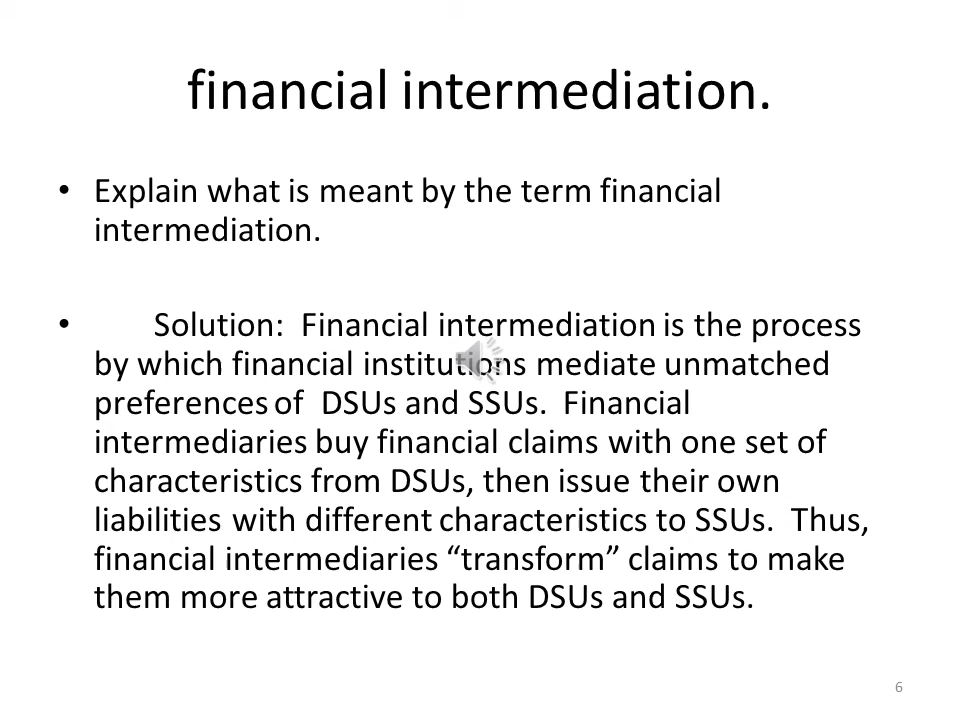 financial intermediation.
• Explain what is meant by the term financial
intermediation.
• Solution: Financial intermediation is the process
by which financial institutions mediate unmatched
preferences of DSUs and SSUs. Financial
intermediaries buy financial claims with one set of
characteristics from DSUs, then issue their own
liabilities with different characteristics to SSUs. Thus,
financial intermediaries “transform” claims to make
them more attractive to both DSUs and SSUs.
6